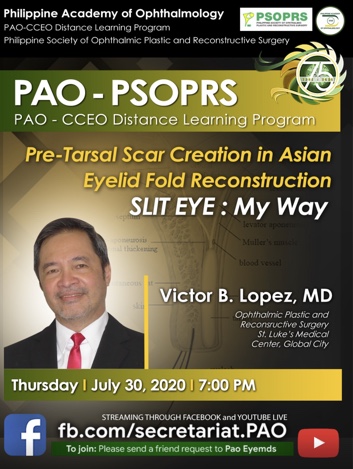 Philippine Academy of Ophthalmology
PAO-CCEO Distance Learning Program
Philippine Society of Ophthalmic Plastic and Reconstructive Surgery
PSOPRS
75
PAO - PSOPRS
PAO - CCEO Distance Learning Program
Pre-Tarsal Scar Creation in Asian
Eyelid Fold Reconstruction
SLIT EYE : My Way
Muller's
blood vessel
Victor B. Lopez, MD
Ophthalmic Plastic and
Reconsructive Surgery
St. Luke's Medical
Center, Global City
Thursday | July 30, 2020 | 7:00 PM
STREAMING THROUGH FACEBOOK and YOUTUBE LIVE
fb.com/secretariat.PAO
To join: Please send a friend request to Pao Eyemds